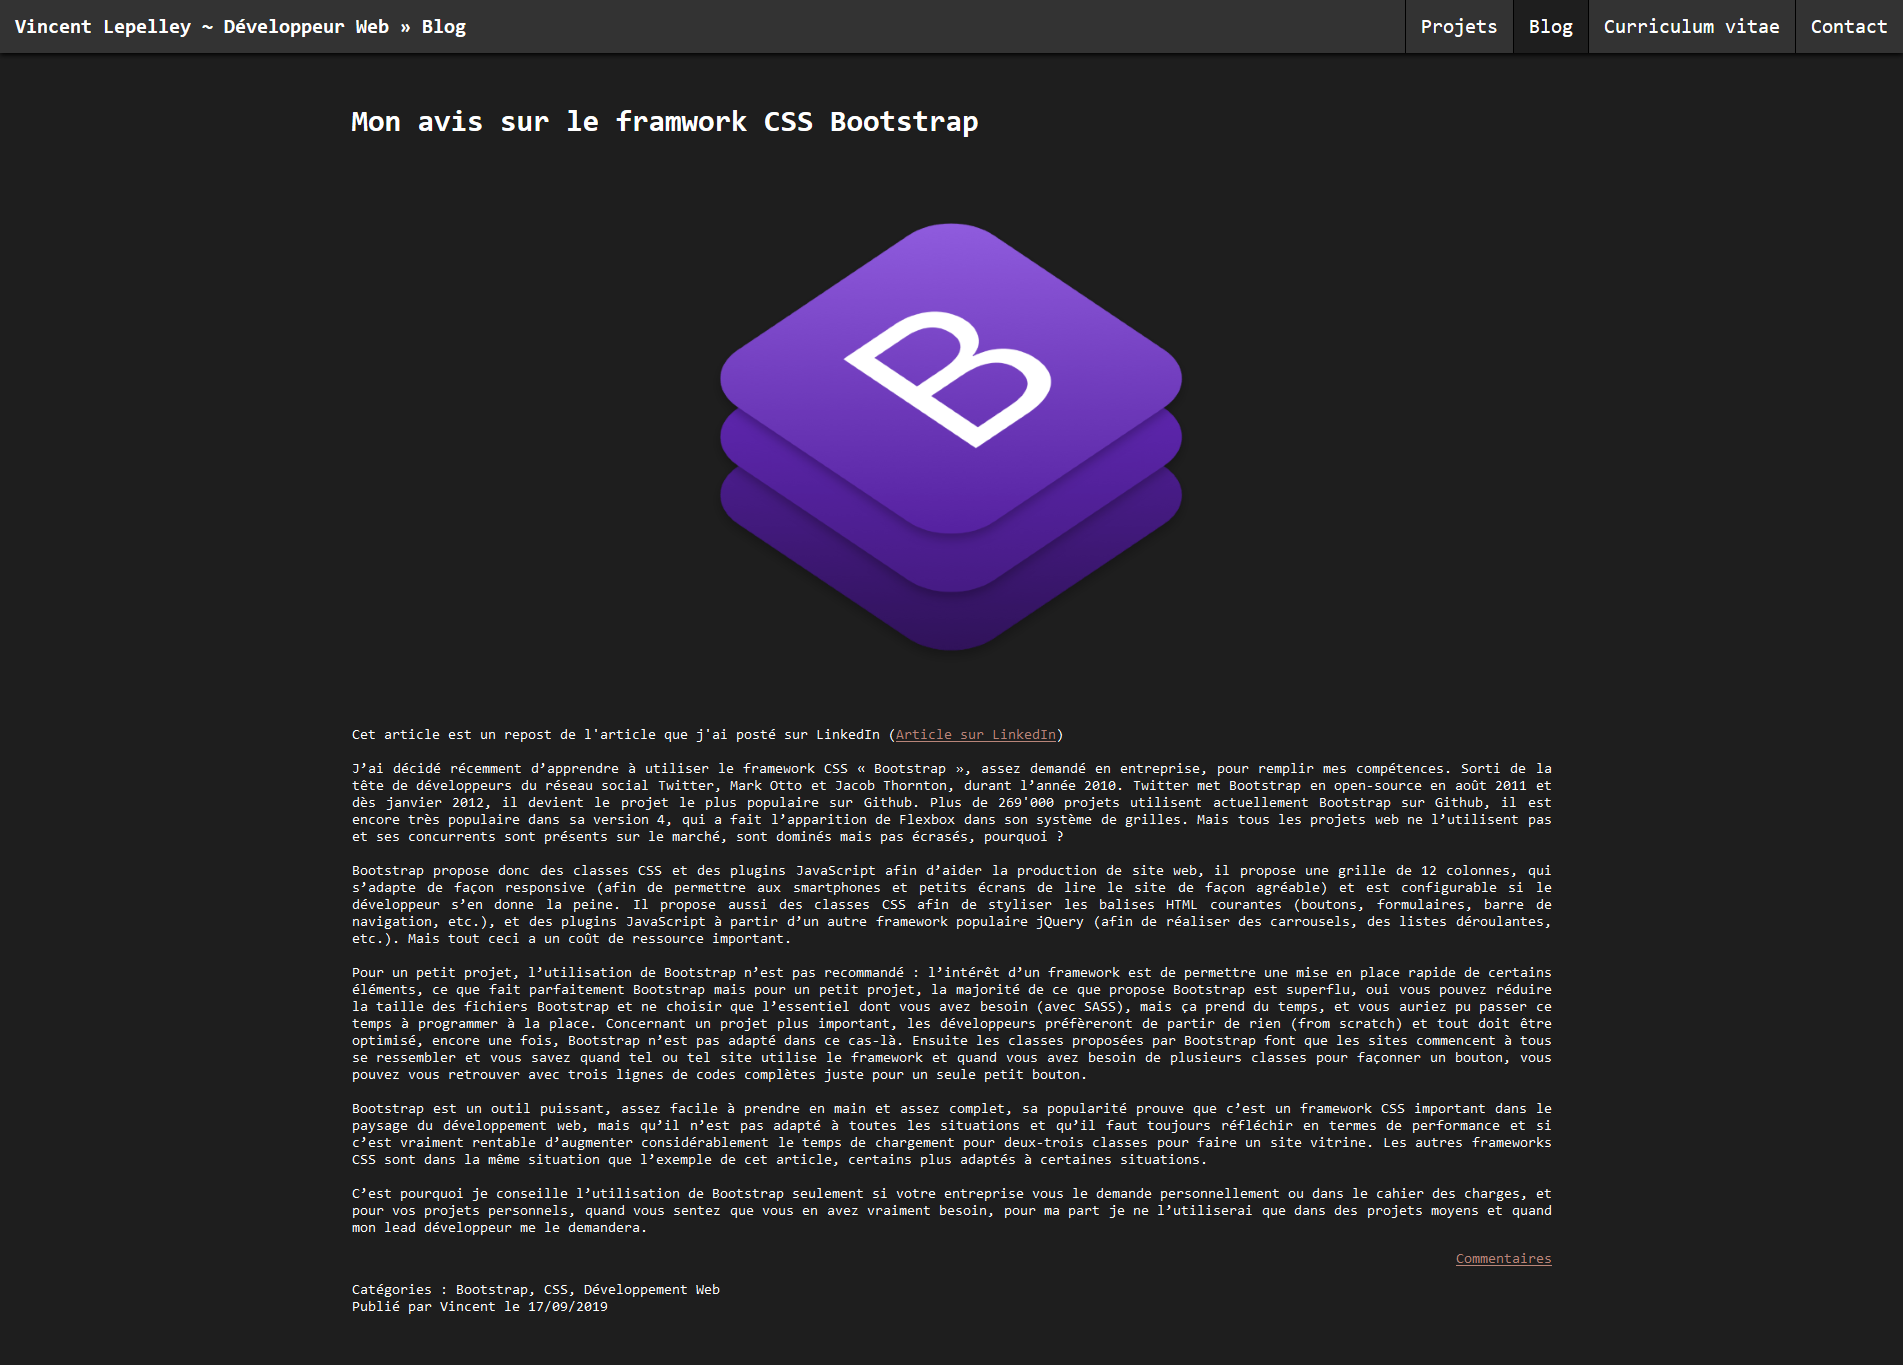 Vincent Lepelley ~ Développeur Web » Blog
Projets
Blog
Curriculum vitae
Contact
Mon avis sur le framwork CSS Bootstrap
B
Cet article est un repost de l'article que j'ai posté sur LinkedIn (Article sur LinkedIn)
J’ai décidé récemment d’apprendre à utiliser le framework CSS « Bootstrap », assez demandé en entreprise, pour remplir mes compétences. Sorti de la
tête de développeurs du réseau social Twitter, Mark Otto et Jacob Thornton, durant l’année 2010. Twitter met Bootstrap en open-source en août 2011 et
dès janvier 2012, il devient le projet le plus populaire sur Github. Plus de 269'000 projets utilisent actuellement Bootstrap sur Github, il est
encore très populaire dans sa version 4, qui a fait l’apparition de Flexbox dans son système de grilles. Mais tous les projets web ne l’utilisent pas
et ses concurrents sont présents sur le marché, sont dominés mais pas écrasés, pourquoi ?
Bootstrap propose donc des classes CSS et des plugins JavaScript afin d’aider la production de site web, il propose une grille de 12 colonnes, qui
s’adapte de façon responsive (afin de permettre aux smartphones et petits écrans de lire le site de façon agréable) et est configurable si le
développeur s’en donne la peine. Il propose aussi des classes CSS afin de styliser les balises HTML courantes (boutons, formulaires, barre de
navigation, etc.), et des plugins JavaScript à partir d’un autre framework populaire jQuery (afin de réaliser des carrousels, des listes déroulantes,
etc.). Mais tout ceci a un coût de ressource important.
Pour un petit projet, l’utilisation de Bootstrap n’est pas recommandé : l’intérêt d’un framework est de permettre une mise en place rapide de certains
éléments, ce que fait parfaitement Bootstrap mais pour un petit projet, la majorité de ce que propose Bootstrap est superflu, oui vous pouvez réduire
la taille des fichiers Bootstrap et ne choisir que l’essentiel dont vous avez besoin (avec SASS), mais ça prend du temps, et vous auriez pu passer ce
temps à programmer à la place. Concernant un projet plus important, les développeurs préfèreront de partir de rien (from scratch) et tout doit être
optimisé, encore une fois, Bootstrap n’est pas adapté dans ce cas-là. Ensuite les classes proposées par Bootstrap font que les sites commencent à tous
se ressembler et vous savez quand tel ou tel site utilise le framework et quand vous avez besoin de plusieurs classes pour façonner un bouton, vous
pouvez vous retrouver avec trois lignes de codes complètes juste pour un seule petit bouton.
Bootstrap est un outil puissant, assez facile à prendre en main et assez complet, sa popularité prouve que c’est un framework CSS important dans le
paysage du développement web, mais qu’il n’est pas adapté à toutes les situations et qu’il faut toujours réfléchir en termes de performance et si
c’est vraiment rentable d’augmenter considérablement le temps de chargement pour deux-trois classes pour faire un site vitrine. Les autres frameworks
CSS sont dans la même situation que l’exemple de cet article, certains plus adaptés à certaines situations.
C’est pourquoi je conseille l’utilisation de Bootstrap seulement si votre entreprise vous le demande personnellement ou dans le cahier des charges, et
pour vos projets personnels, quand vous sentez que vous en avez vraiment besoin, pour ma part je ne l’utiliserai que dans des projets moyens et quand
mon lead développeur me le demandera.
Commentaires
Catégories : Bootstrap, CSS, Développement Web
Publié par Vincent le 17/09/2019